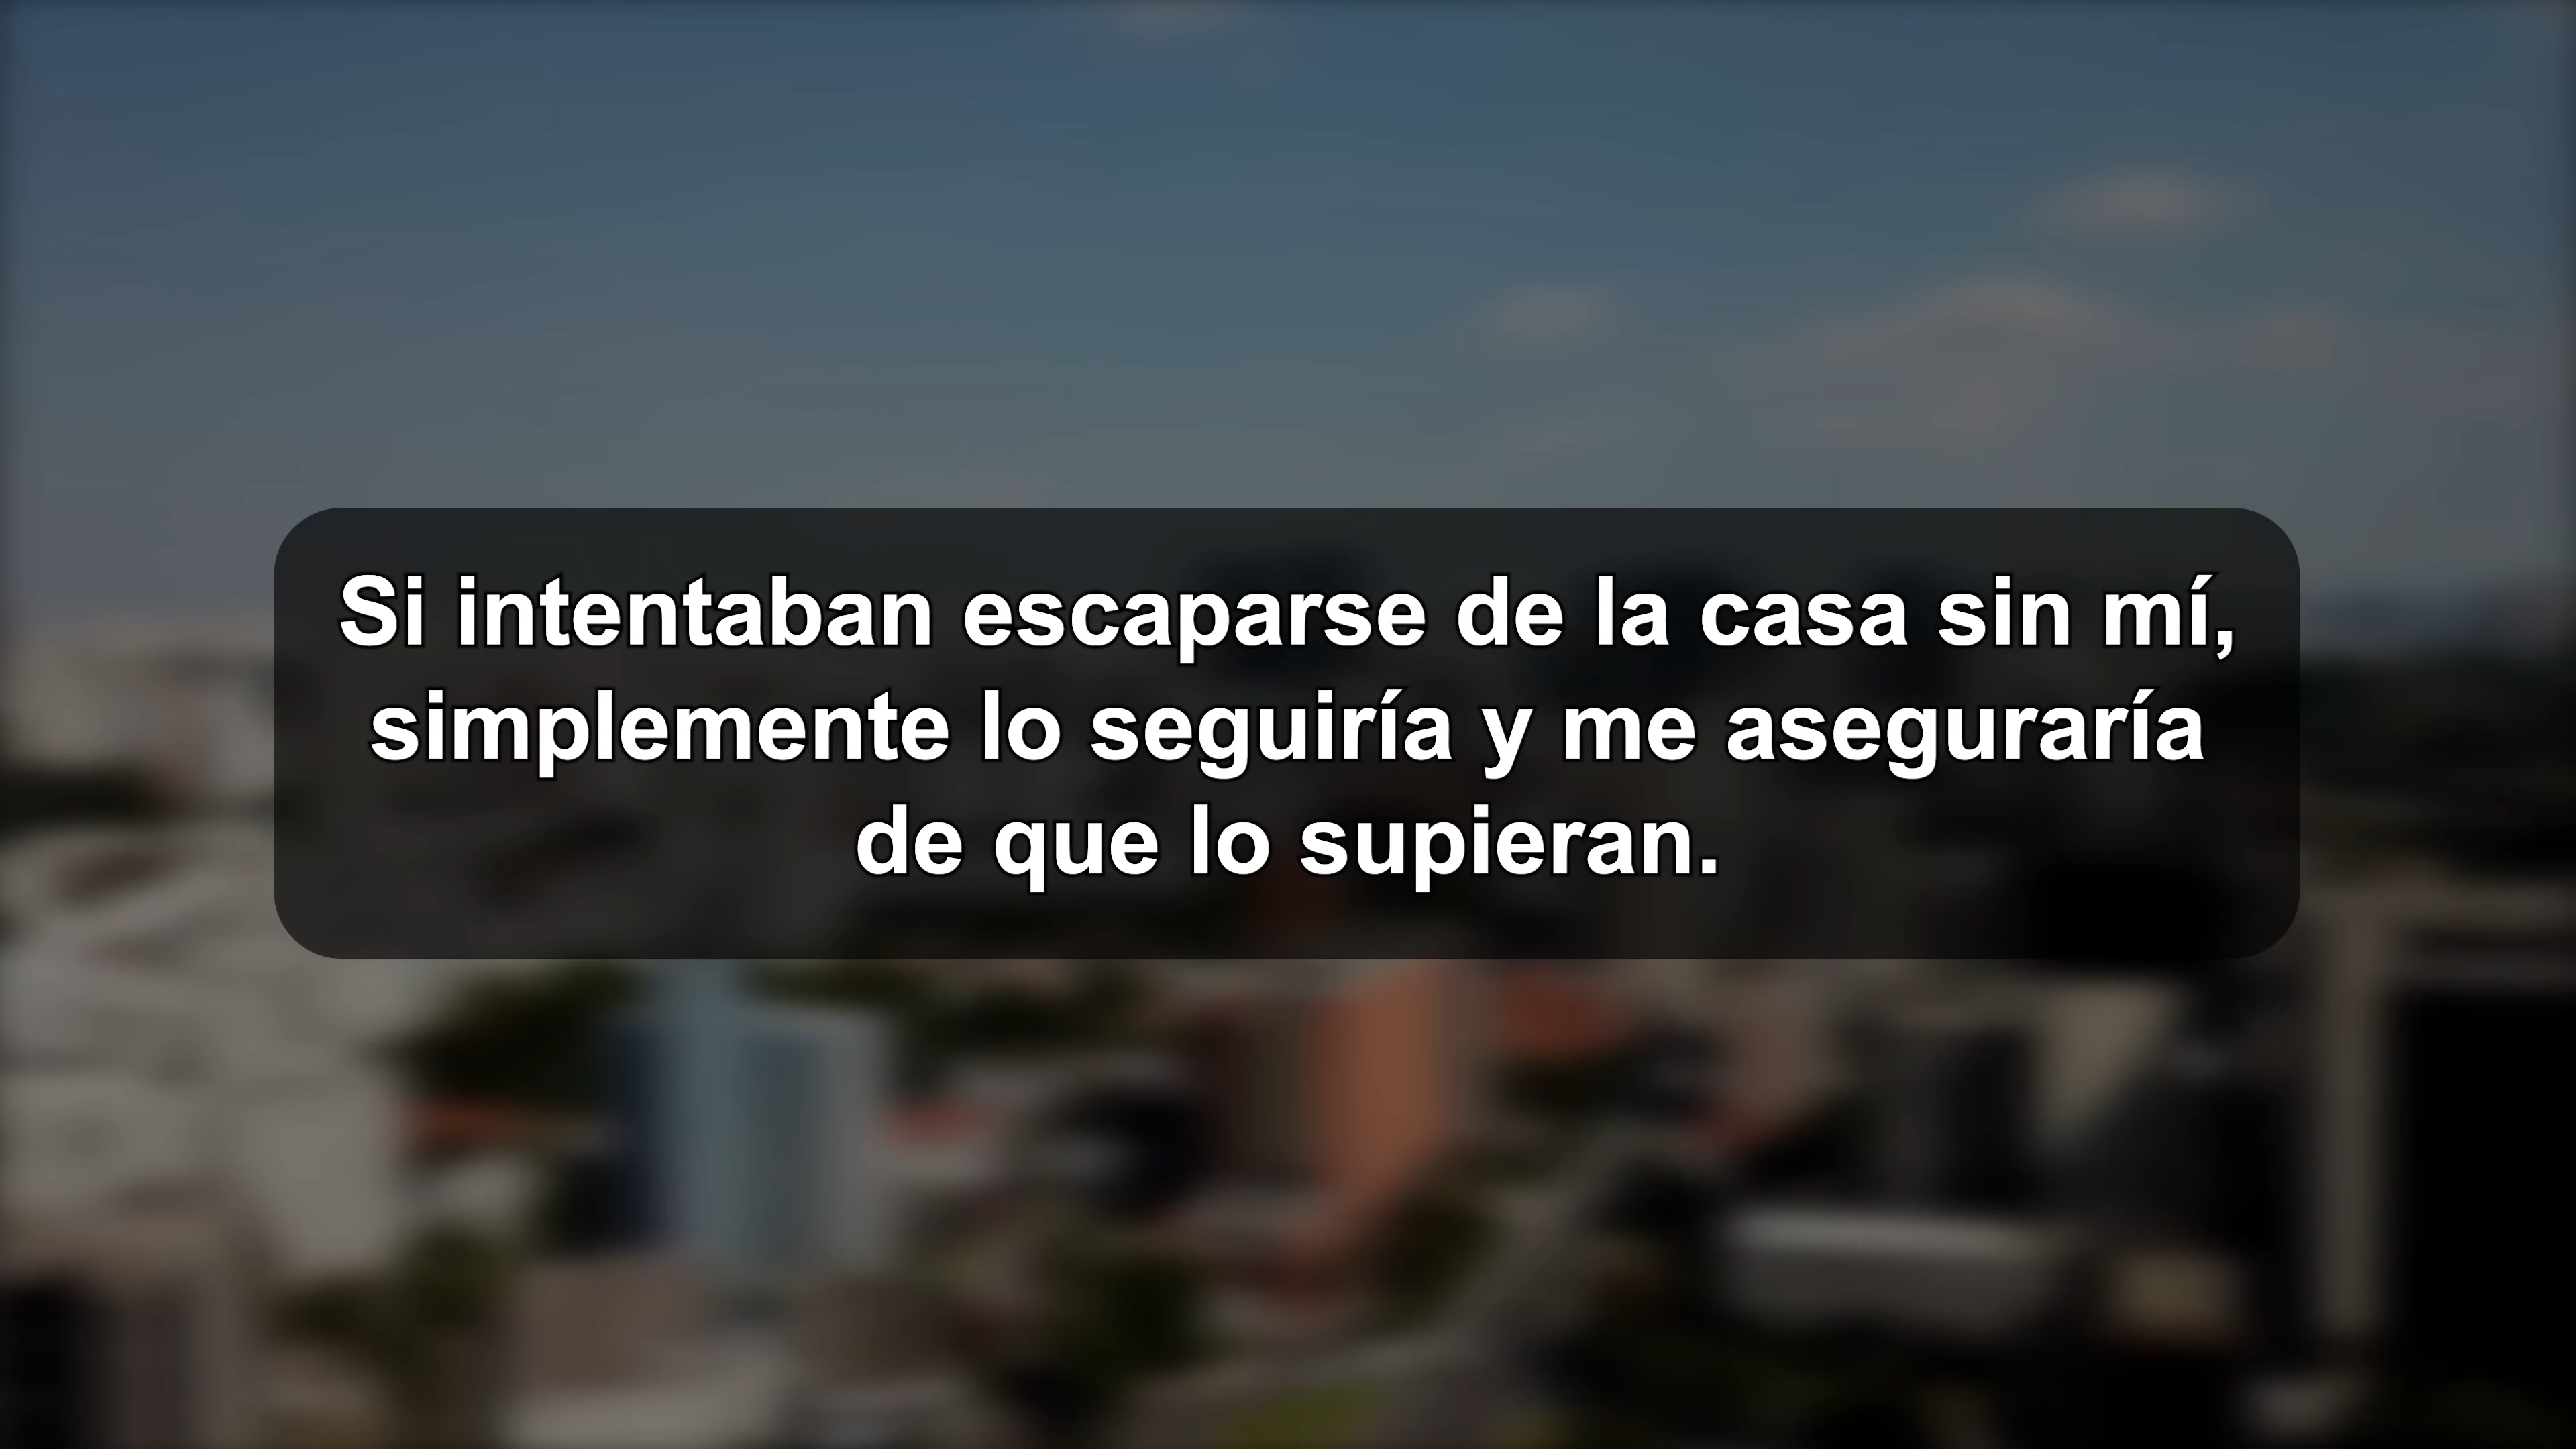 Si intentaban escaparse de la casa sin mí,
simplemente lo seguiría y me aseguraría
de que lo supieran.